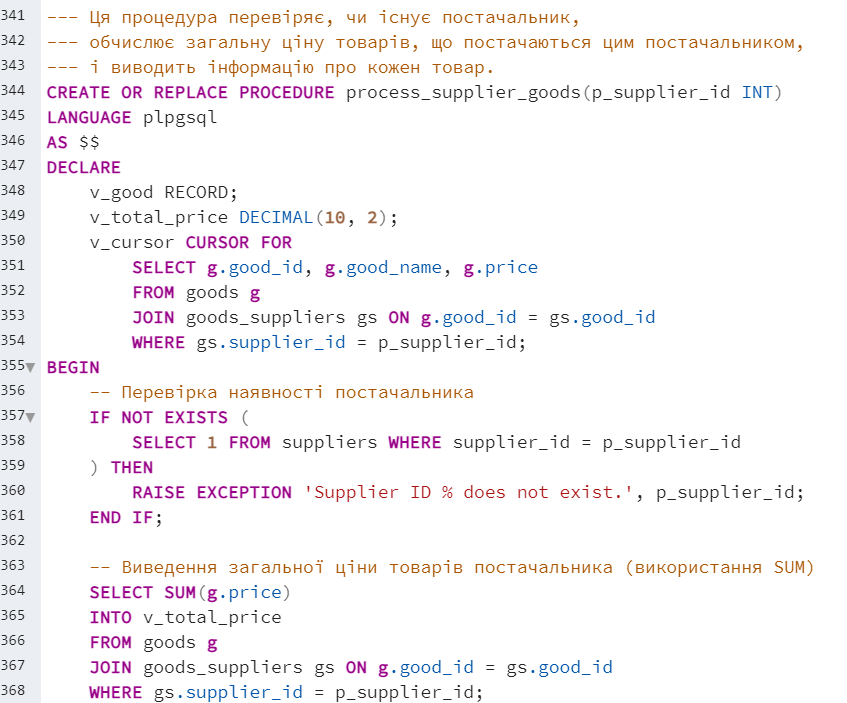 341 --- Ця процедура перевіряє, чи існує постачальник,
342 --- обчислює загальну ціну товарів, що постачаються цим постачальником,
343 --- і виводить інформацію про кожен товар.
344 CREATE OR REPLACE PROCEDURE process_supplier_goods(p_supplier_id INT)
345 LANGUAGE plpgsql
346 AS $$
347 DECLARE
348     v_good RECORD;
349     v_total_price DECIMAL(10, 2);
350     v_cursor CURSOR FOR
351         SELECT g.good_id, g.good_name, g.price
352         FROM goods g
353         JOIN goods_suppliers gs ON g.good_id = gs.good_id
354         WHERE gs.supplier_id = p_supplier_id;
355▼ BEGIN
356     -- Перевірка наявності постачальника
357▼     IF NOT EXISTS (
358         SELECT 1 FROM suppliers WHERE supplier_id = p_supplier_id
359     ) THEN
360         RAISE EXCEPTION 'Supplier ID % does not exist.', p_supplier_id;
361     END IF;
362
363     -- Виведення загальної ціни товарів постачальника (використання SUM)
364     SELECT SUM(g.price)
365     INTO v_total_price
366     FROM goods g
367     JOIN goods_suppliers gs ON g.good_id = gs.good_id
368     WHERE gs.supplier_id = p_supplier_id;